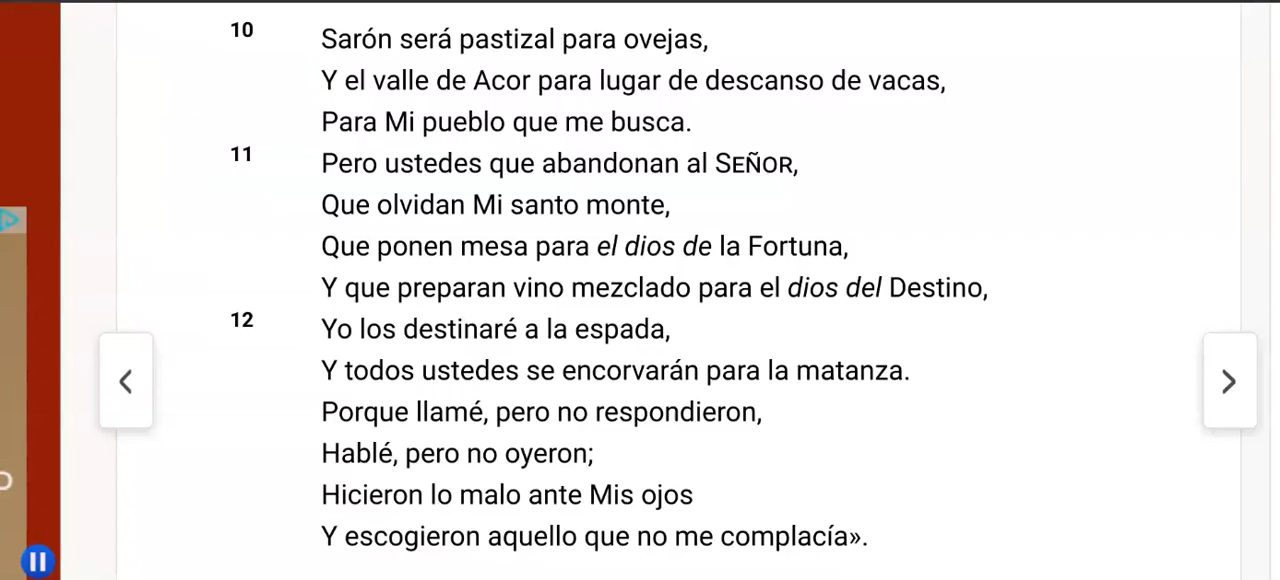 10 Sarón será pastizal para ovejas,
Y el valle de Acor para lugar de descanso de vacas,
Para Mi pueblo que me busca.
11 Pero ustedes que abandonan al SEÑOR,
Que olvidan Mi santo monte,
Que ponen mesa para el dios de la Fortuna,
Y que preparan vino mezclado para el dios del Destino,
12 Yo los destinaré a la espada,
Y todos ustedes se encorvarán para la matanza.
Porque llamé, pero no respondieron,
Hablé, pero no oyeron;
Hicieron lo malo ante Mis ojos
Y escogieron aquello que no me complacía».